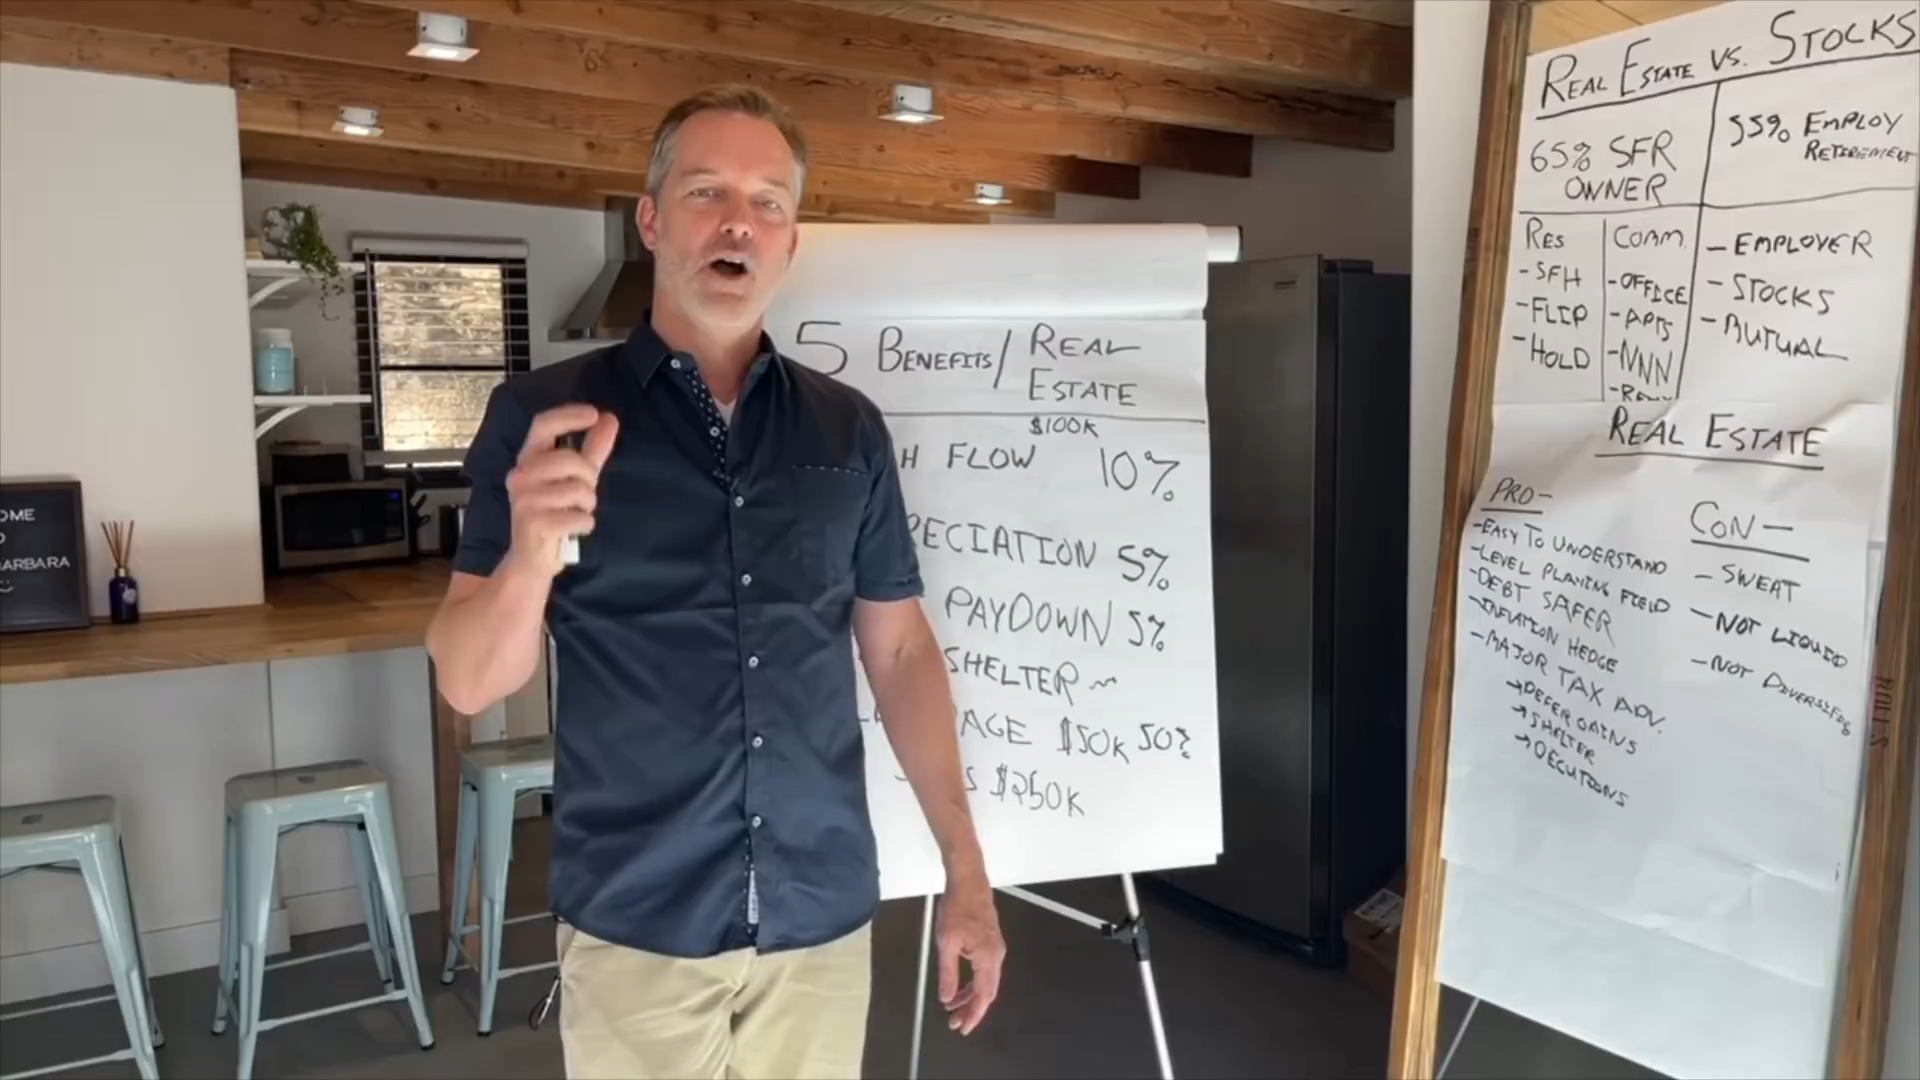 OME
O
ARBARA
5 BENEFITS/ REAL
ESTATE
$100K
H FLOW 10%
RECIATION 5%
PAYDOWN 5%
SHELTER ~
AGE $50K 50%
S $250K
REAL ESTATE VS. STOCKS
65% SFR
OWNER
55% EMPLOY
RETIREMENT
RES
-SFH
-FLIP
-HOLD
COMM.
-OFFICE
-APTS
-NNN
- EMPLOYER
- STOCKS
- MUTUAL
REAL ESTATE
PRO-
-EASY TO UNDERSTAND
-LEVEL PLAYING FIELD
-DEBT SAFER
-INFLATION HEDGE
-MAJOR TAX ADV.
→DEFER GAINS
→SHELTER
→DEDUCTIONS
CON-
- SWEAT
- NOT LIQUID
- NOT DIVERSIFED